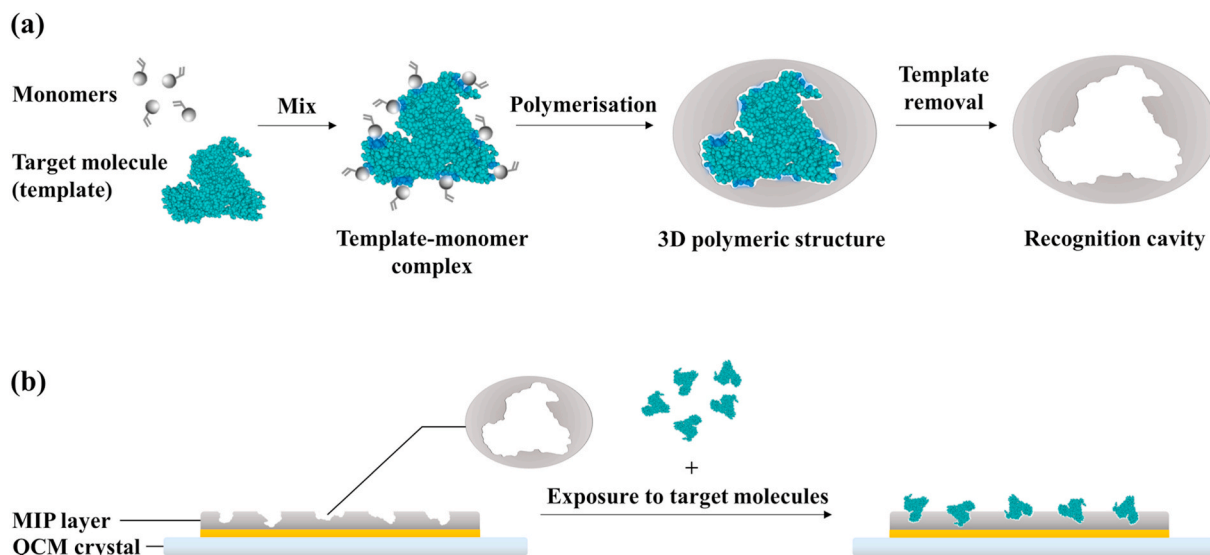 (a)
Monomers
Target molecule
(template)
Mix
Template-monomer
complex
Polymerisation
3D polymeric structure
Template
removal
Recognition cavity
(b)
+
Exposure to target molecules
MIP layer
QCM crystal